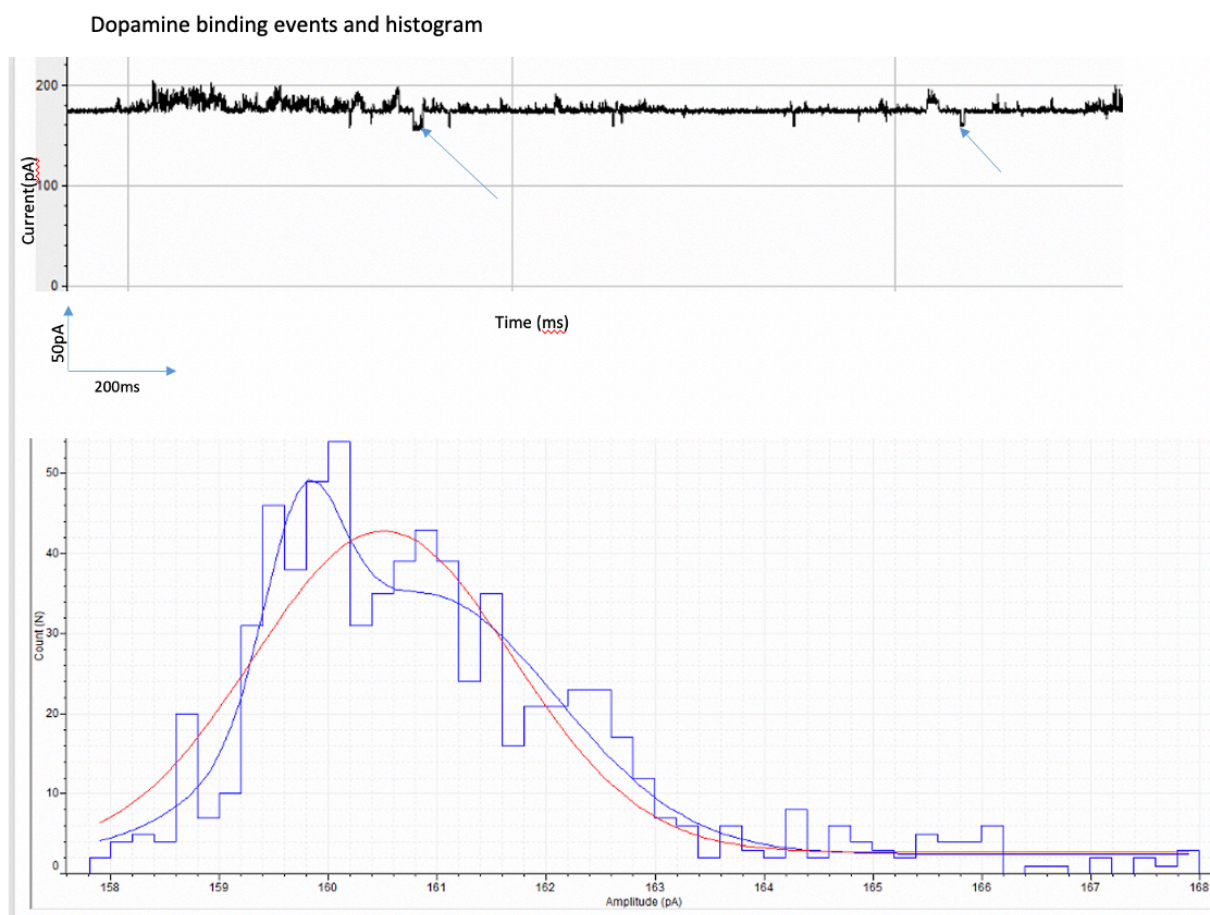 Dopamine binding events and histogram
200
100
0
Current(pA)
Time (ms)
50pA
200ms
50
40
30
20
10
0
Count (N)
158 159 160 161 162 163 164 165 166 167 168
Amplitude (pA)